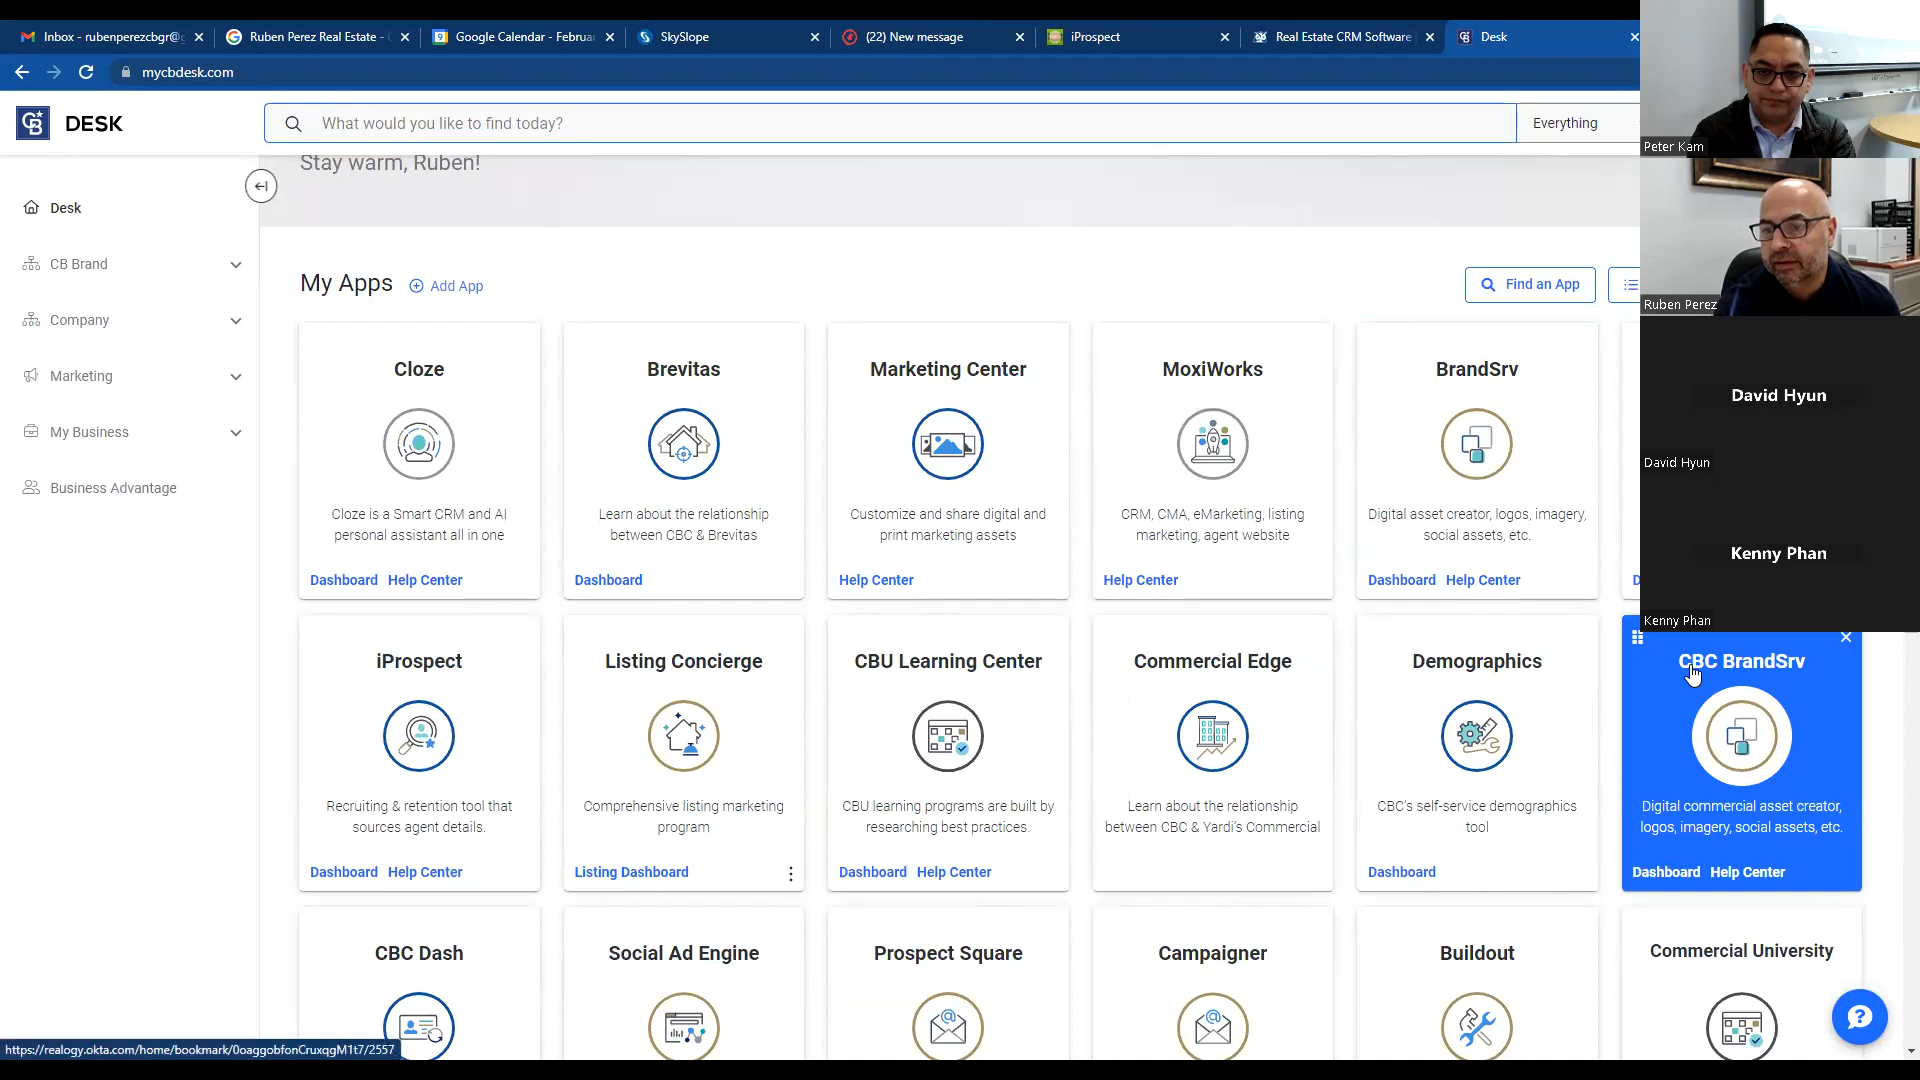 Inbox - rubenperezcbgr@
Ruben Perez Real Estate -
Google Calendar - Februa
SkySlope
(22) New message
iProspect
Real Estate CRM Software
Desk
mycbdesk.com
CB DESK
What would you like to find today?
Everything
Stay warm, Ruben!
Desk
CB Brand
Company
Marketing
My Business
Business Advantage
My Apps
Add App
Find an App
Cloze
Cloze is a Smart CRM and AI
personal assistant all in one
Dashboard Help Center
Brevitas
Learn about the relationship
between CBC & Brevitas
Dashboard
Marketing Center
Customize and share digital and
print marketing assets
Help Center
MoxiWorks
CRM, CMA, eMarketing, listing
marketing, agent website
Help Center
BrandSrv
Digital asset creator, logos, imagery,
social assets, etc.
Dashboard Help Center
iProspect
Recruiting & retention tool that
sources agent details.
Dashboard Help Center
Listing Concierge
Comprehensive listing marketing
program
Listing Dashboard
CBU Learning Center
CBU learning programs are built by
researching best practices.
Dashboard Help Center
Commercial Edge
Learn about the relationship
between CBC & Yardi's Commercial
Demographics
CBC's self-service demographics
tool
Dashboard
CBC BrandSrv
Digital commercial asset creator,
logos, imagery, social assets, etc.
Dashboard Help Center
CBC Dash
Social Ad Engine
Prospect Square
Campaigner
Buildout
Commercial University
https://realogy.okta.com/home/bookmark/0oaggobfonCruxqgM1t7/2557
Peter Kam
Ruben Perez
David Hyun
David Hyun
Kenny Phan
Kenny Phan